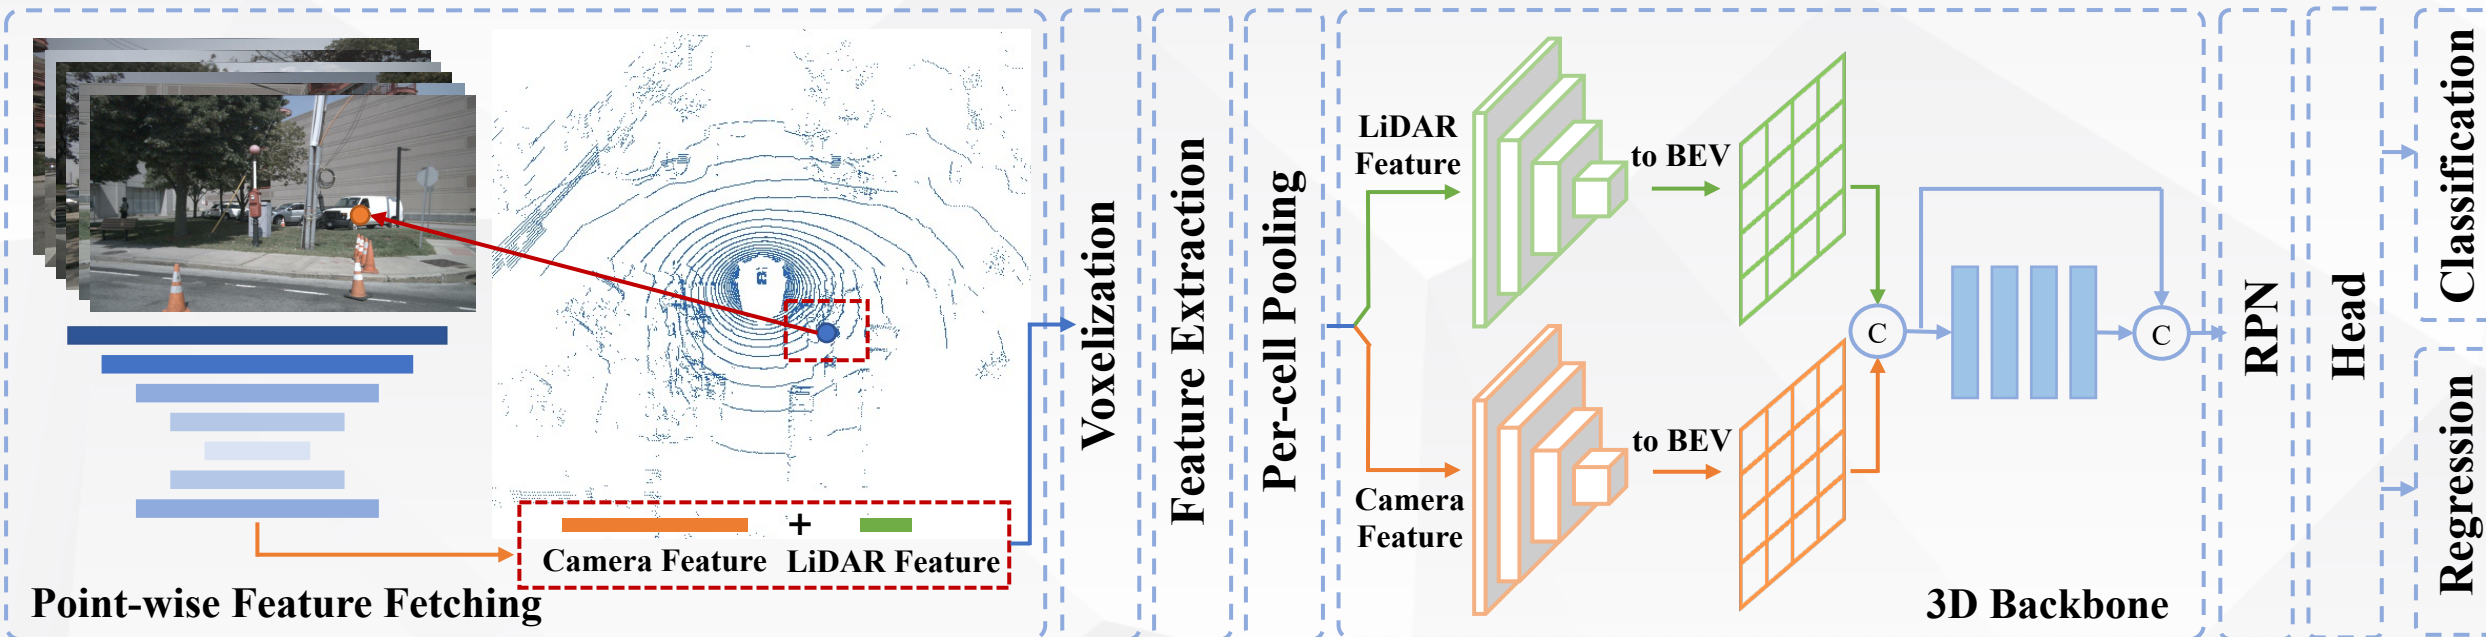 Camera Feature + LiDAR Feature
Point-wise Feature Fetching
Voxelization
Feature Extraction
Per-cell Pooling
LiDAR
Feature
to BEV
Camera
Feature
to BEV
C
C
3D Backbone
RPN
Head
Classification
Regression